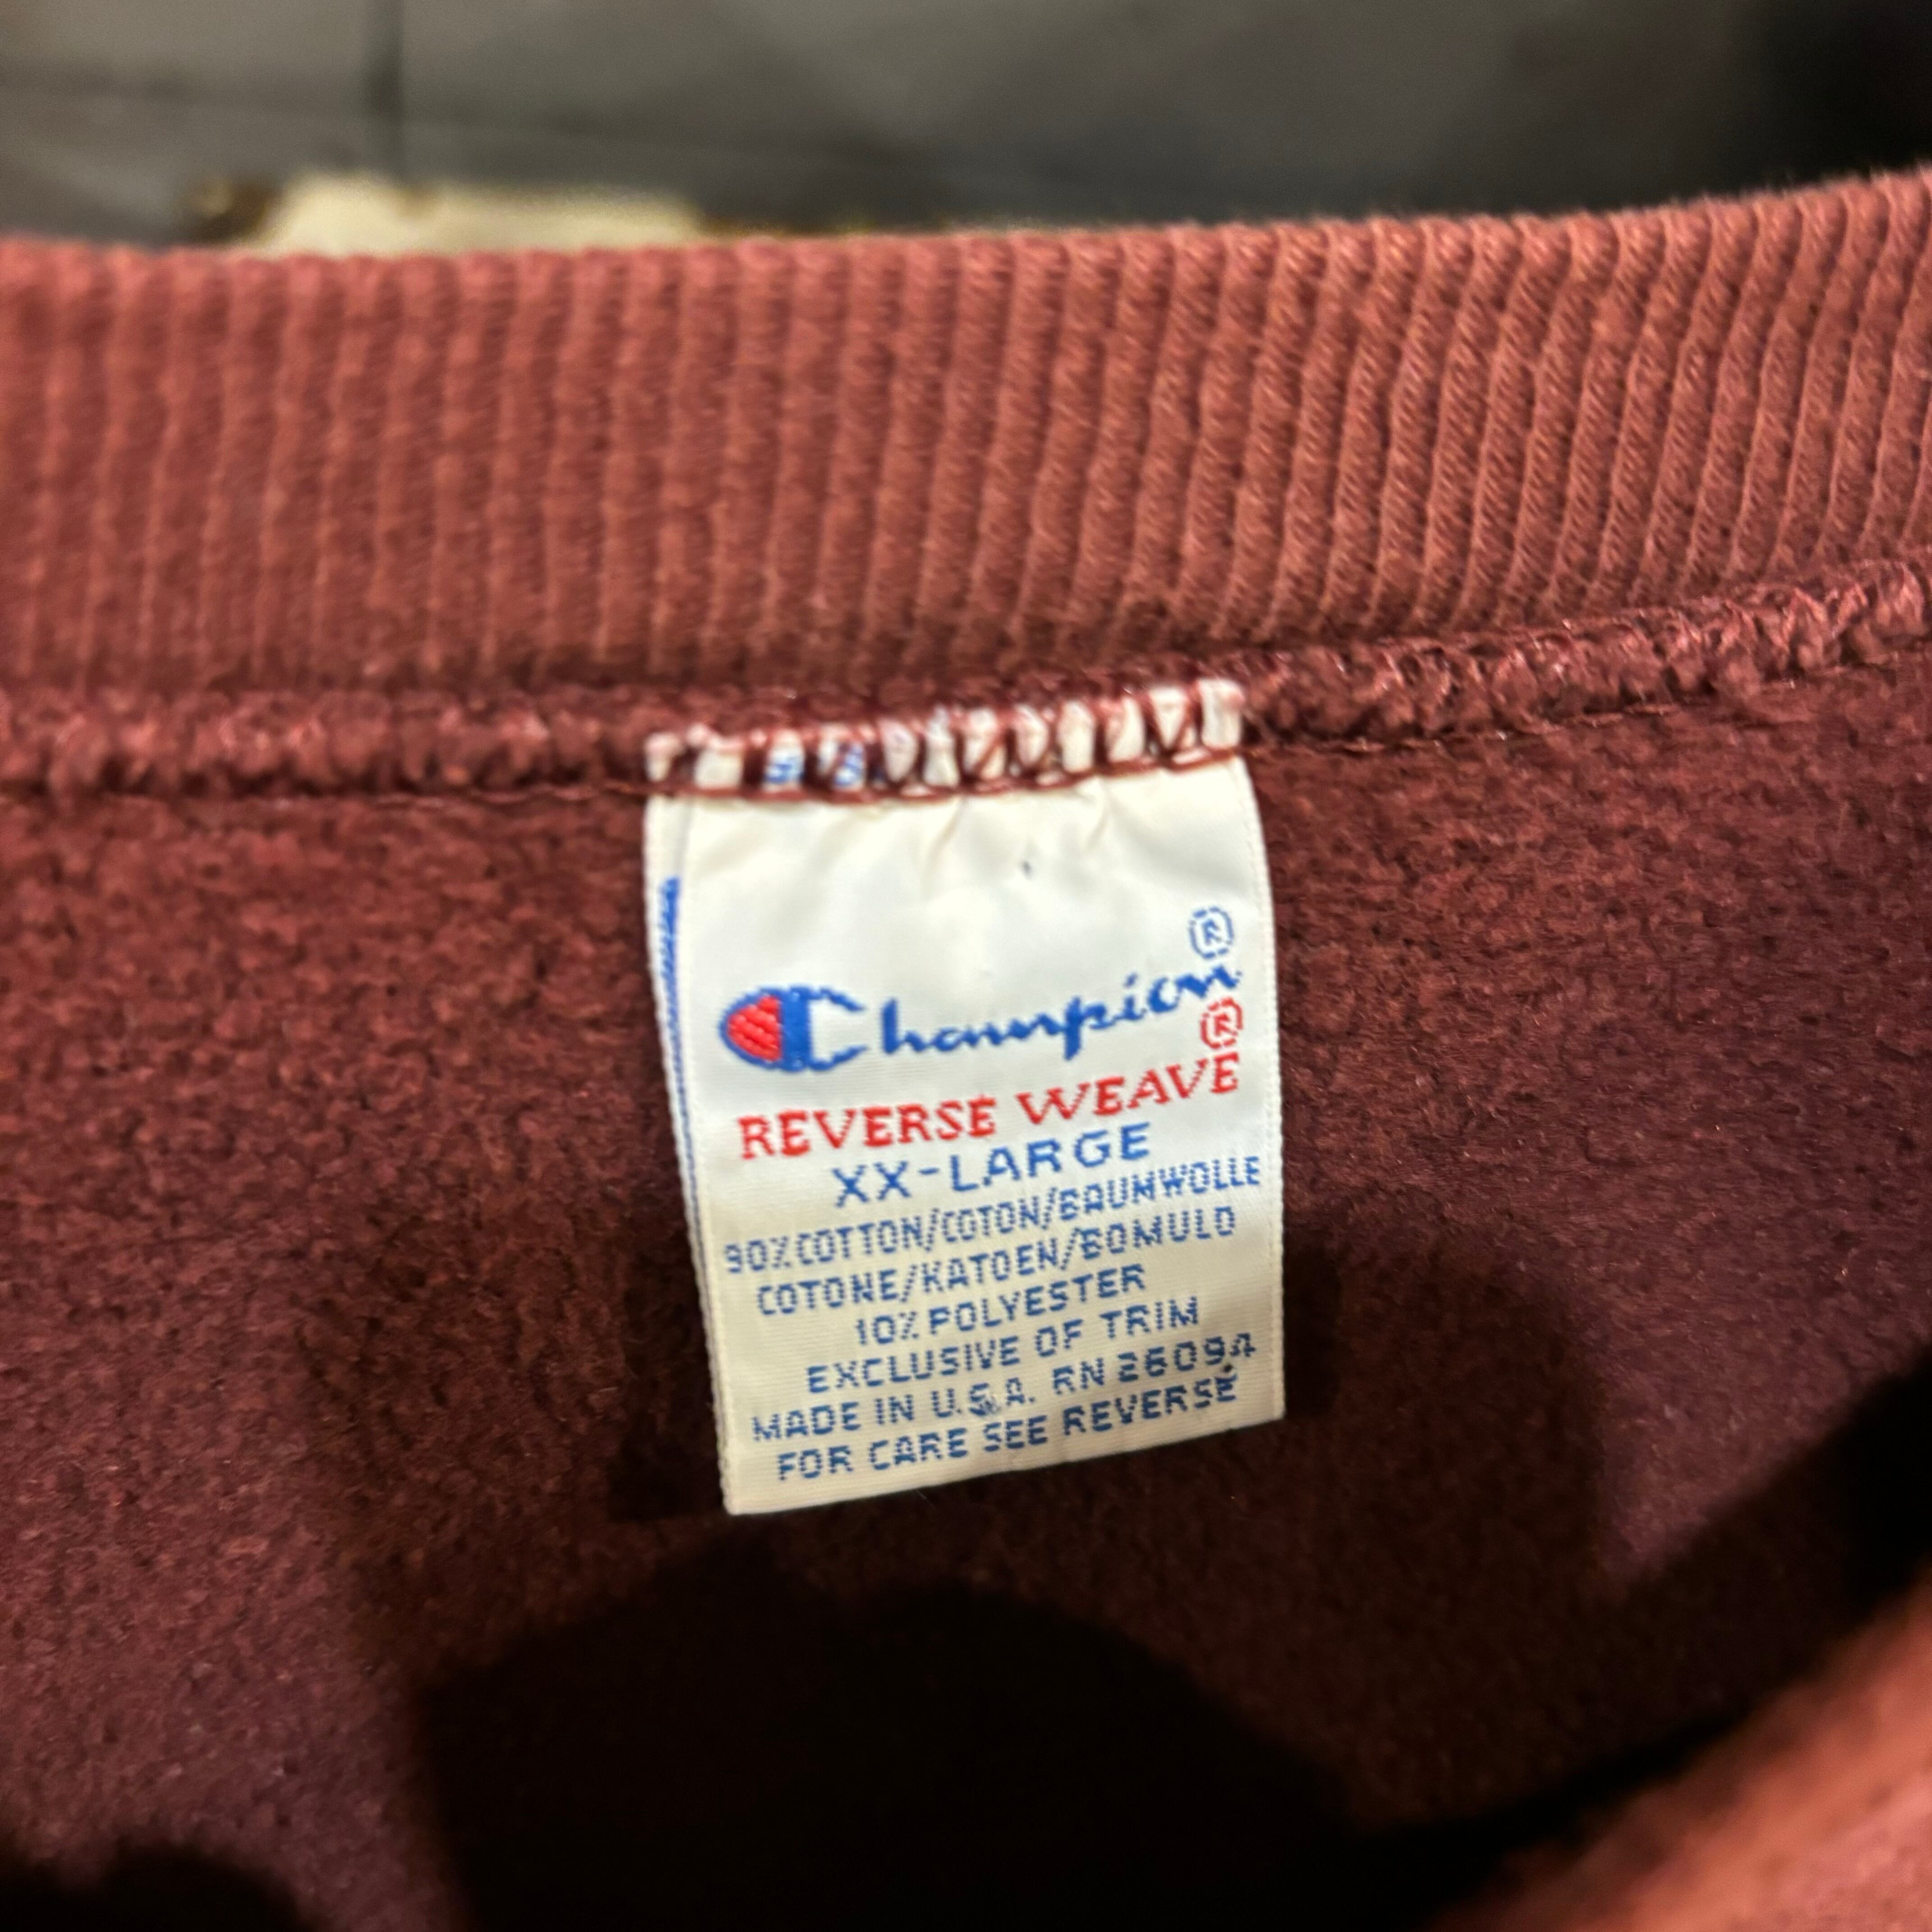 Champion®
REVERSE WEAVE®
XX-LARGE
90% COTTON/COTON/BAUMWOLLE
COTONE/KATOEN/BOMULD
10% POLYESTER
EXCLUSIVE OF TRIM
MADE IN U.S.A. RN 26094
FOR CARE SEE REVERSE